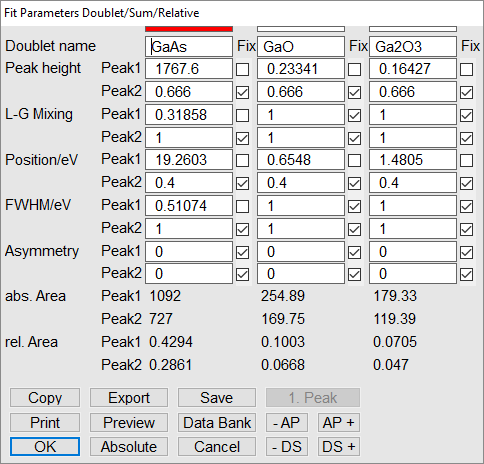 Fit Parameters Doublet/Sum/Relative
Doublet name GaAs Fix GaO Fix Ga2O3 Fix
Peak height Peak1 1767.6 0.23341 0.16427
Peak2 0.666 0.666 0.666
L-G Mixing Peak1 0.31858 1 1
Peak2 1 1 1
Position/eV Peak1 19.2603 0.6548 1.4805
Peak2 0.4 0.4 0.4
FWHM/eV Peak1 0.51074 1 1
Peak2 1 1 1
Asymmetry Peak1 0 0 0
Peak2 0 0 0
abs. Area Peak1 1092 254.89 179.33
Peak2 727 169.75 119.39
rel. Area Peak1 0.4294 0.1003 0.0705
Peak2 0.2861 0.0668 0.047
Copy Export Save 1. Peak
Print Preview Data Bank - AP AP +
OK Absolute Cancel - DS DS +